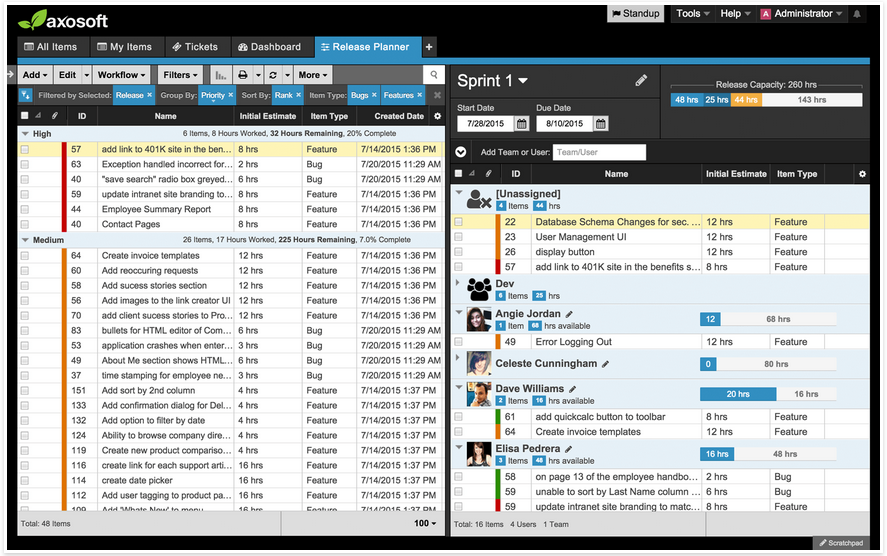 axosoft
Standup Tools Help A Administrator
All Items My Items Tickets Dashboard Release Planner +
Add Edit Workflow Filters More
Filtered by Selected: Release × Group By: Priority × Sort By: Rank × Item Type: Bugs × Features ×
ID Name Initial Estimate Item Type Created Date
High 6 Items, 8 Hours Worked, 32 Hours Remaining, 20% Complete
57 add link to 401K site in the ben... 8 hrs Feature 7/14/2015 1:36 PM
63 Exception handled incorrect for... 2 hrs Bug 7/20/2015 11:29 AM
40 "save search" radio box greyed... 6 hrs Bug 7/20/2015 11:29 AM
59 update intranet site branding to... 8 hrs Feature 7/14/2015 1:36 PM
44 Employee Summary Report 8 hrs Feature 7/14/2015 1:36 PM
40 Contact Pages 8 hrs Feature 7/14/2015 1:36 PM
Medium 26 Items, 17 Hours Worked, 225 Hours Remaining, 7.0% Complete
64 Create invoice templates 12 hrs Feature 7/14/2015 1:36 PM
60 Add reoccuring requests 12 hrs Feature 7/14/2015 1:36 PM
58 Add sucess stories section 12 hrs Feature 7/14/2015 1:36 PM
56 Add images to the link creator UI 12 hrs Feature 7/14/2015 1:36 PM
70 add client sucess stories to Pro... 12 hrs Feature 7/14/2015 1:36 PM
83 bullets for HTML editor of Com... 6 hrs Bug 7/20/2015 11:29 AM
53 application crashes when enter... 3 hrs Bug 7/20/2015 11:29 AM
49 About Me section shows HTML... 6 hrs Bug 7/20/2015 11:29 AM
37 time stamping for employee ne... 3 hrs Bug 7/20/2015 11:29 AM
151 Add sort by 2nd column 4 hrs Feature 7/14/2015 1:37 PM
133 Add confirmation dialog for Del... 4 hrs Feature 7/14/2015 1:37 PM
132 Add option to filter by date 4 hrs Feature 7/14/2015 1:37 PM
124 Ability to browse company dire... 4 hrs Feature 7/14/2015 1:37 PM
119 Create new product compariso... 4 hrs Feature 7/14/2015 1:37 PM
116 create link for each support arti... 16 hrs Feature 7/14/2015 1:37 PM
114 create date picker 16 hrs Feature 7/14/2015 1:37 PM
112 Add user tagging to product pa... 16 hrs Feature 7/14/2015 1:37 PM
109 Add 'Whats New' to menu 16 hrs Feature 7/14/2015 1:37 PM
Total: 48 Items 100
Sprint 1
Release Capacity: 260 hrs
48 hrs 25 hrs 44 hrs 143 hrs
Start Date Due Date
7/28/2015 8/10/2015
Add Team or User: Team/User
ID Name Initial Estimate Item Type
[Unassigned]
4 Items 44 hrs
22 Database Schema Changes for sec. ... 12 hrs Feature
23 User Management UI 12 hrs Feature
26 display button 12 hrs Feature
57 add link to 401K site in the benefits s... 8 hrs Feature
Dev
6 Items 25 hrs
Angie Jordan 12 68 hrs
1 Item 68 hrs available
49 Error Logging Out 12 hrs Feature
Celeste Cunningham 0 80 hrs
Dave Williams 20 hrs 16 hrs
2 Items 16 hrs available
61 add quickcalc button to toolbar 8 hrs Feature
64 Create invoice templates 12 hrs Feature
Elisa Pedrera 16 hrs 48 hrs
3 Items 48 hrs available
58 on page 13 of the employee handbo... 2 hrs Bug
59 unable to sort by Last Name column ... 6 hrs Bug
59 update intranet site branding to matc... 8 hrs Feature
Total: 16 Items 4 Users 1 Team
Scratchpad